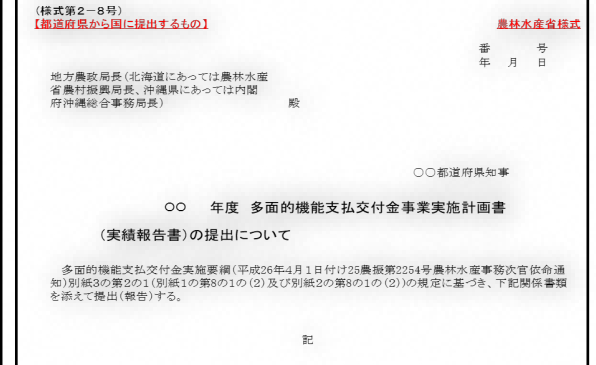 （様式第２－８号）
【都道府県から国に提出するもの】
農林水産省様式
番　　　号
年　月　日
地方農政局長（北海道にあっては農林水産
省農村振興局長、沖縄県にあっては内閣
府沖縄総合事務局長）　殿
○○都道府県知事
○○　年度　多面的機能支払交付金事業実施計画書
（実績報告書）の提出について
多面的機能支払交付金実施要綱（平成26年４月１日付け25農振第2254号農林水産事務次官依命通
知）別紙３の第２の１（別紙１の第８の１の（２）及び別紙２の第８の１の（２））の規定に基づき、下記関係書類
を添えて提出（報告）する。
記